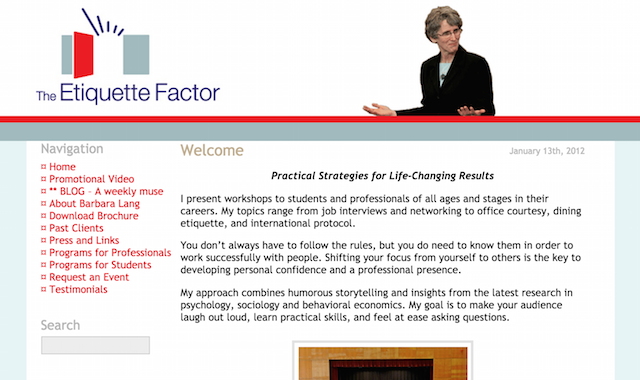 The Etiquette Factor
Navigation
¤ Home
¤ Promotional Video
¤ ** BLOG – A weekly muse
¤ About Barbara Lang
¤ Download Brochure
¤ Past Clients
¤ Press and Links
¤ Programs for Professionals
¤ Programs for Students
¤ Request an Event
¤ Testimonials
Search
Welcome
January 13th, 2012
Practical Strategies for Life-Changing Results
I present workshops to students and professionals of all ages and stages in their
careers. My topics range from job interviews and networking to office courtesy, dining
etiquette, and international protocol.
You don’t always have to follow the rules, but you do need to know them in order to
work successfully with people. Shifting your focus from yourself to others is the key to
developing personal confidence and a professional presence.
My approach combines humorous storytelling and insights from the latest research in
psychology, sociology and behavioral economics. My goal is to make your audience
laugh out loud, learn practical skills, and feel at ease asking questions.